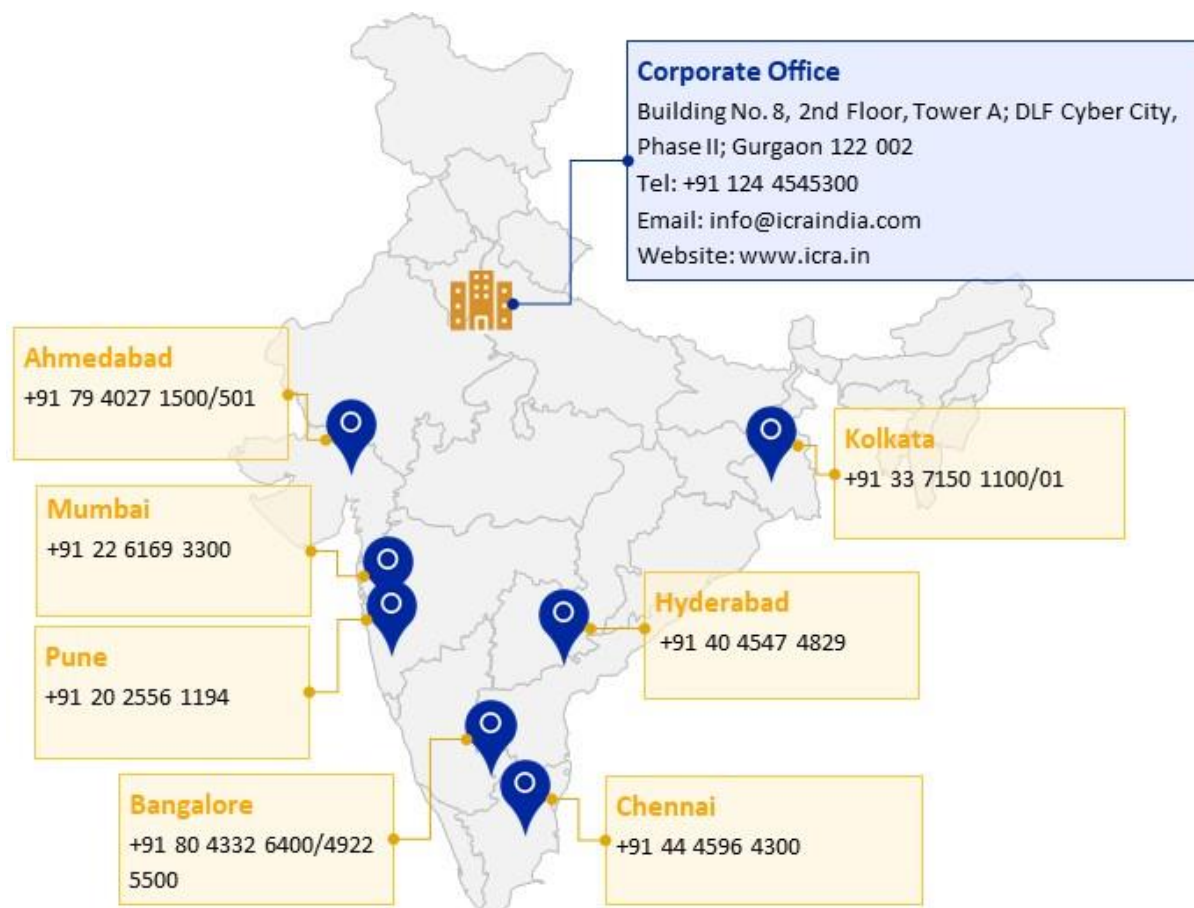 Corporate Office
Building No. 8, 2nd Floor, Tower A; DLF Cyber City,
Phase II; Gurgaon 122 002
Tel: +91 124 4545300
Email: info@icraindia.com
Website: www.icra.in
Ahmedabad
+91 79 4027 1500/501
Kolkata
+91 33 7150 1100/01
Mumbai
+91 22 6169 3300
Hyderabad
+91 40 4547 4829
Pune
+91 20 2556 1194
Bangalore
+91 80 4332 6400/4922
5500
Chennai
+91 44 4596 4300